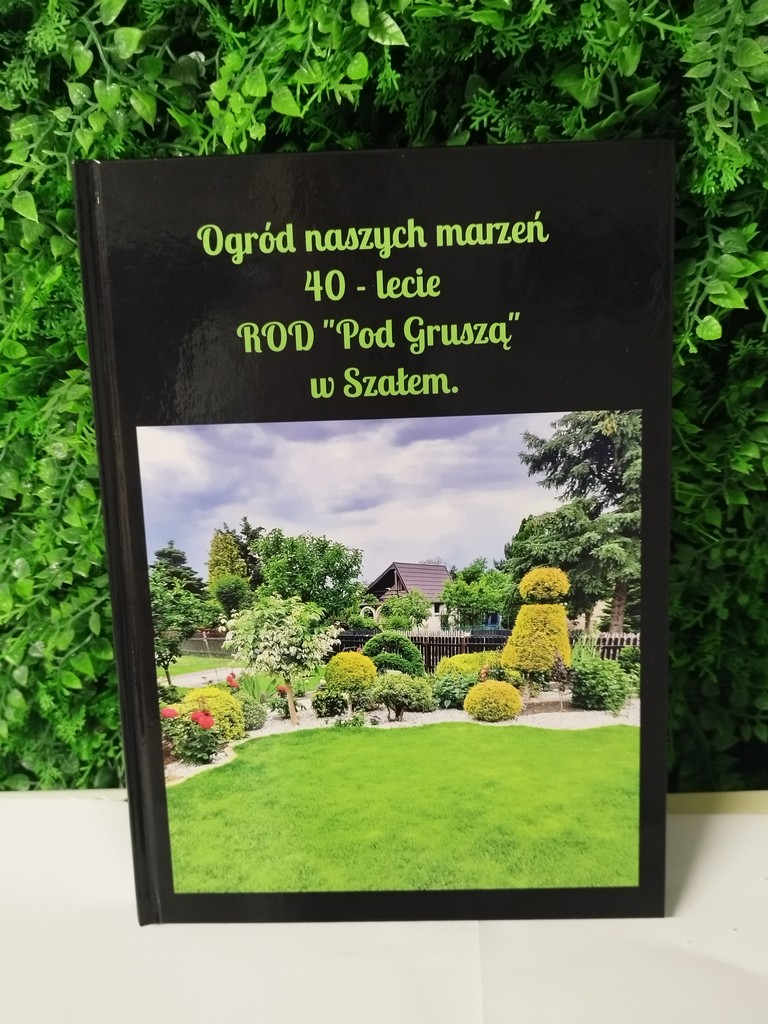 Ogród naszych marzeń
40 - lecie
ROD "Pod Gruszą"
w Szałem.